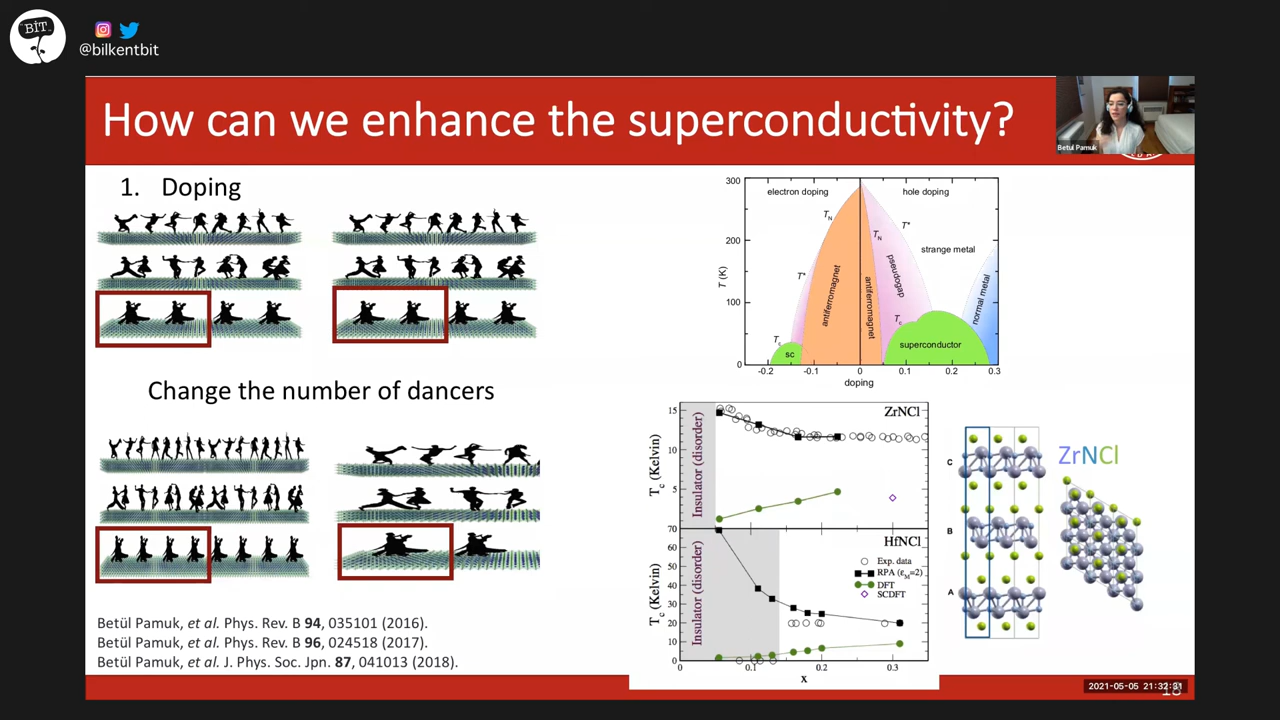 BİT
@bilkentbit
How can we enhance the superconductivity?
Betul Pamuk
1. Doping
Change the number of dancers
Betül Pamuk, et al. Phys. Rev. B 94, 035101 (2016).
Betül Pamuk, et al. Phys. Rev. B 96, 024518 (2017).
Betül Pamuk, et al. J. Phys. Soc. Jpn. 87, 041013 (2018).
300
200
100
0
T (K)
electron doping
hole doping
TN
TN
T*
T*
strange metal
pseudogap
antiferromagnet
antiferromagnet
normal metal
Tc
Tc
sc
superconductor
-0.2 -0.1 0 0.1 0.2 0.3
doping
15
10
5
Tc (Kelvin)
Insulator (disorder)
ZrNCl
70
60
50
40
30
20
10
0
Tc (Kelvin)
Insulator (disorder)
HfNCl
Exp. data
RPA (εM=2)
DFT
SCDFT
0 0.1 0.2 0.3
x
C
B
A
ZrNCl
2021-05-05 21:32:31
18